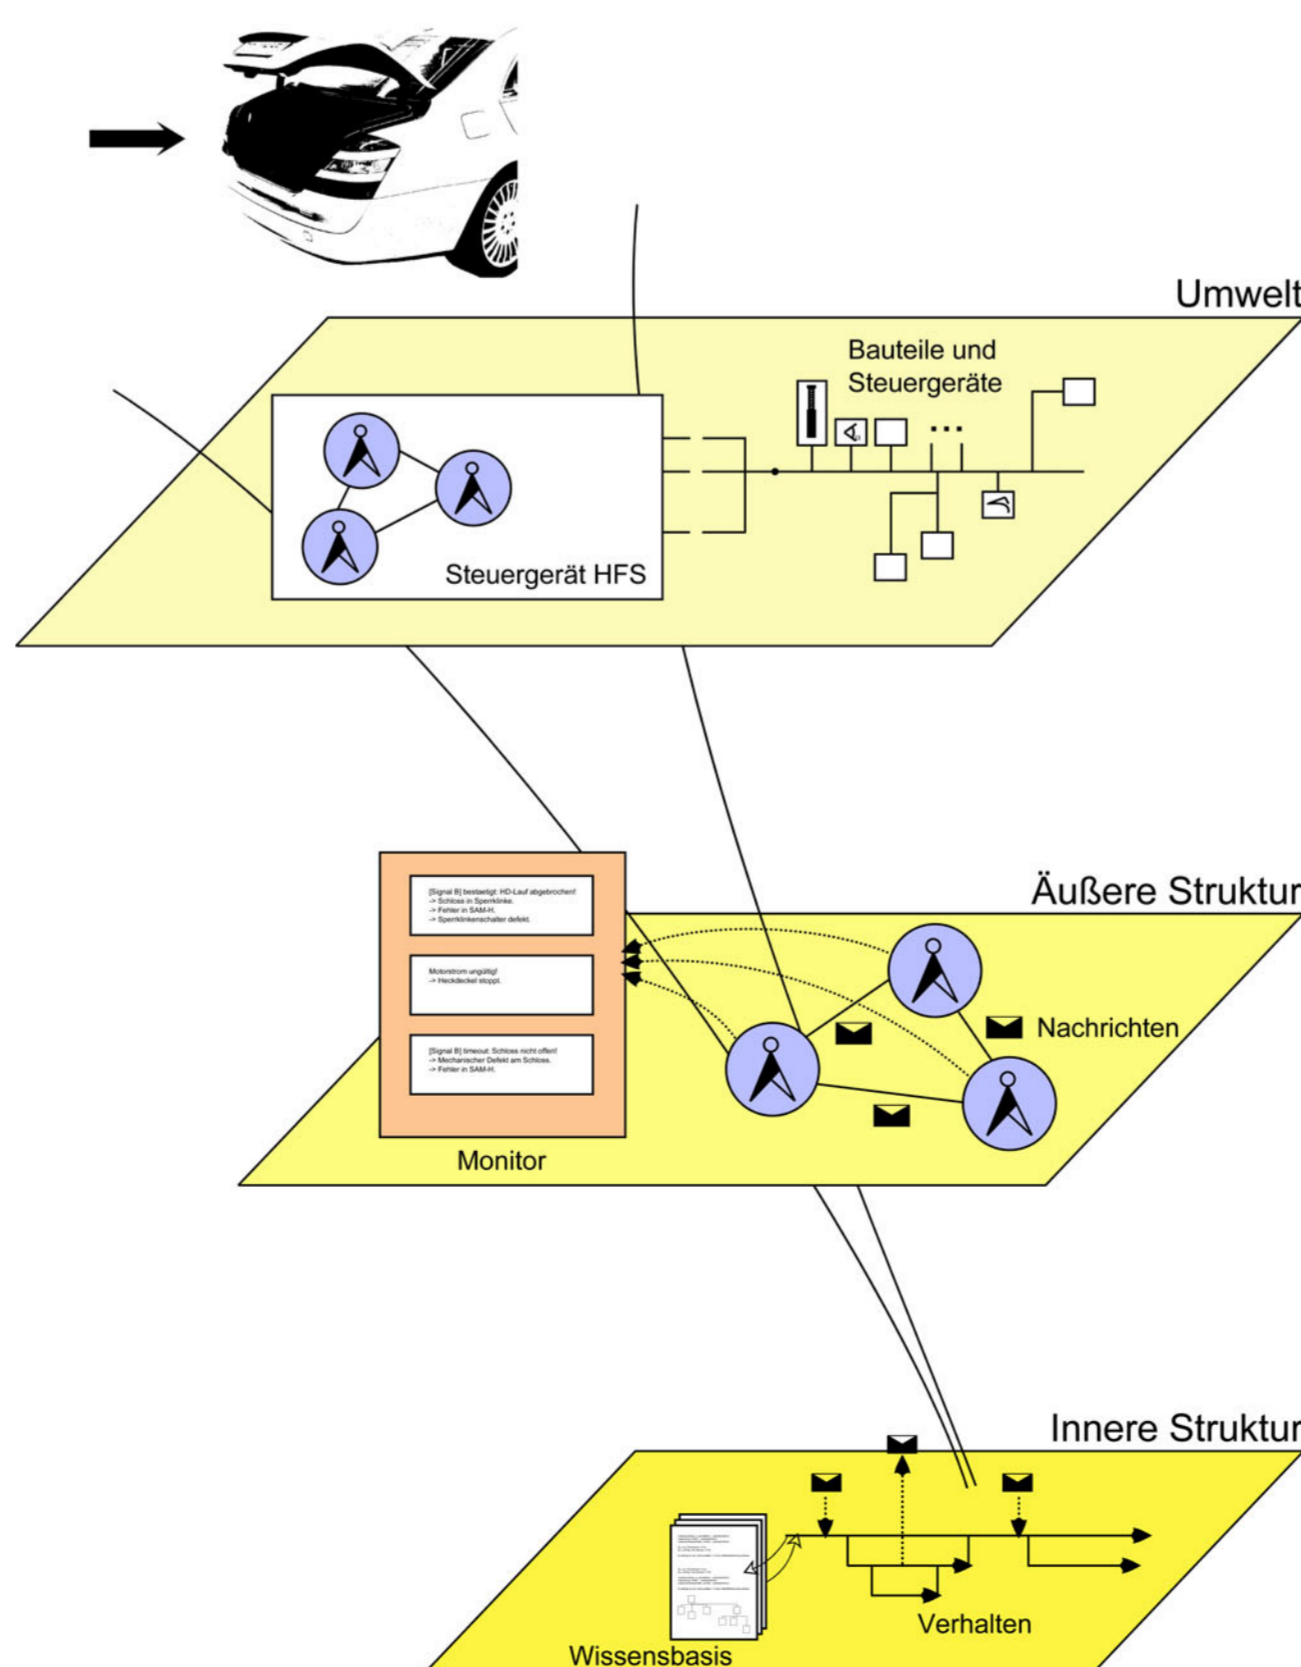 Umwelt
Bauteile und
Steuergeräte
Steuergerät HFS
Äußere Struktur
[Signal B] bestaetigt: HD-Lauf abgebrochen!
-> Schloss in Sperrklinke.
-> Fehler in SAM-H.
-> Sperrklinkenschalter defekt.
Motorstrom ungültig!
-> Heckdeckel stoppt.
[Signal B] timeout: Schloss nicht offen!
-> Mechanischer Defekt am Schloss.
-> Fehler in SAM-H.
Nachrichten
Monitor
Innere Struktur
Verhalten
Wissensbasis